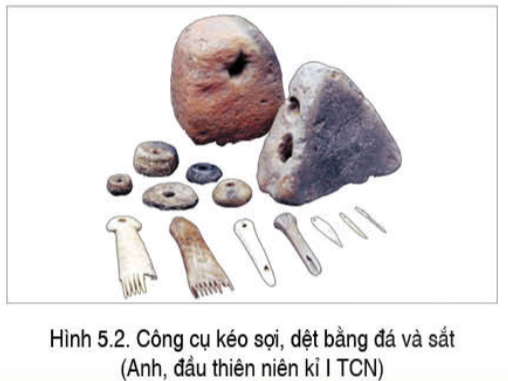 Hình 5.2. Công cụ kéo sợi, dệt bằng đá và sắt
(Anh, đầu thiên niên kỉ I TCN)